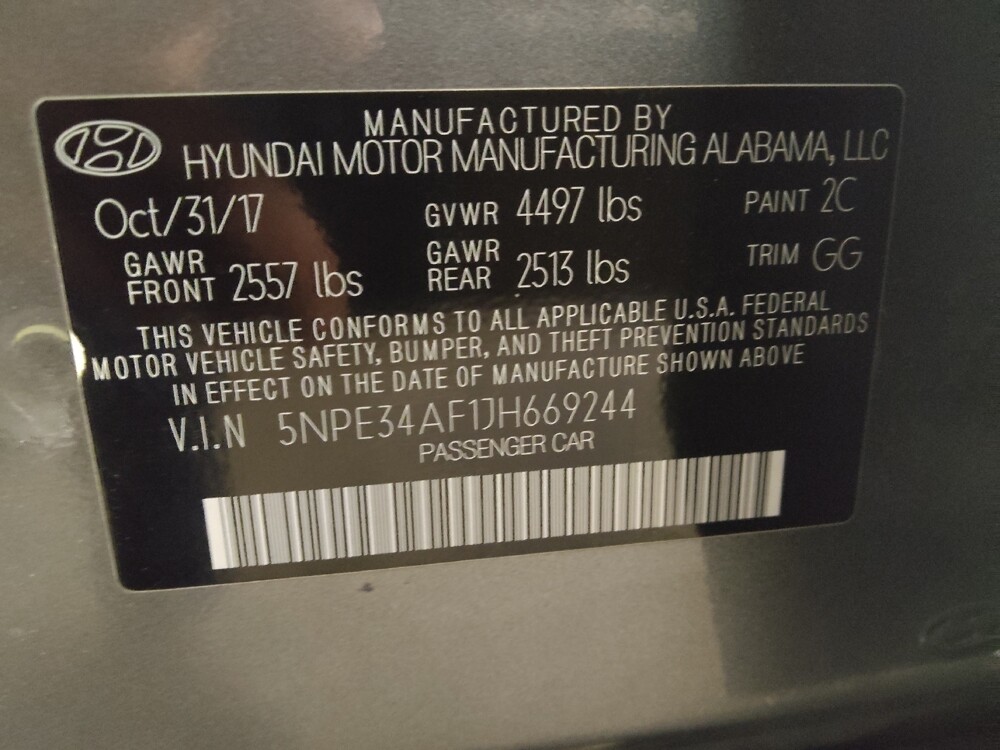 MANUFACTURED BY
HYUNDAI MOTOR MANUFACTURING ALABAMA, LLC
Oct/31/17 GVWR 4497 lbs PAINT 2C
GAWR FRONT 2557 lbs GAWR REAR 2513 lbs TRIM GG
THIS VEHICLE CONFORMS TO ALL APPLICABLE U.S.A. FEDERAL
MOTOR VEHICLE SAFETY, BUMPER, AND THEFT PREVENTION STANDARDS
IN EFFECT ON THE DATE OF MANUFACTURE SHOWN ABOVE
V.I.N 5NPE34AF1JH669244
PASSENGER CAR